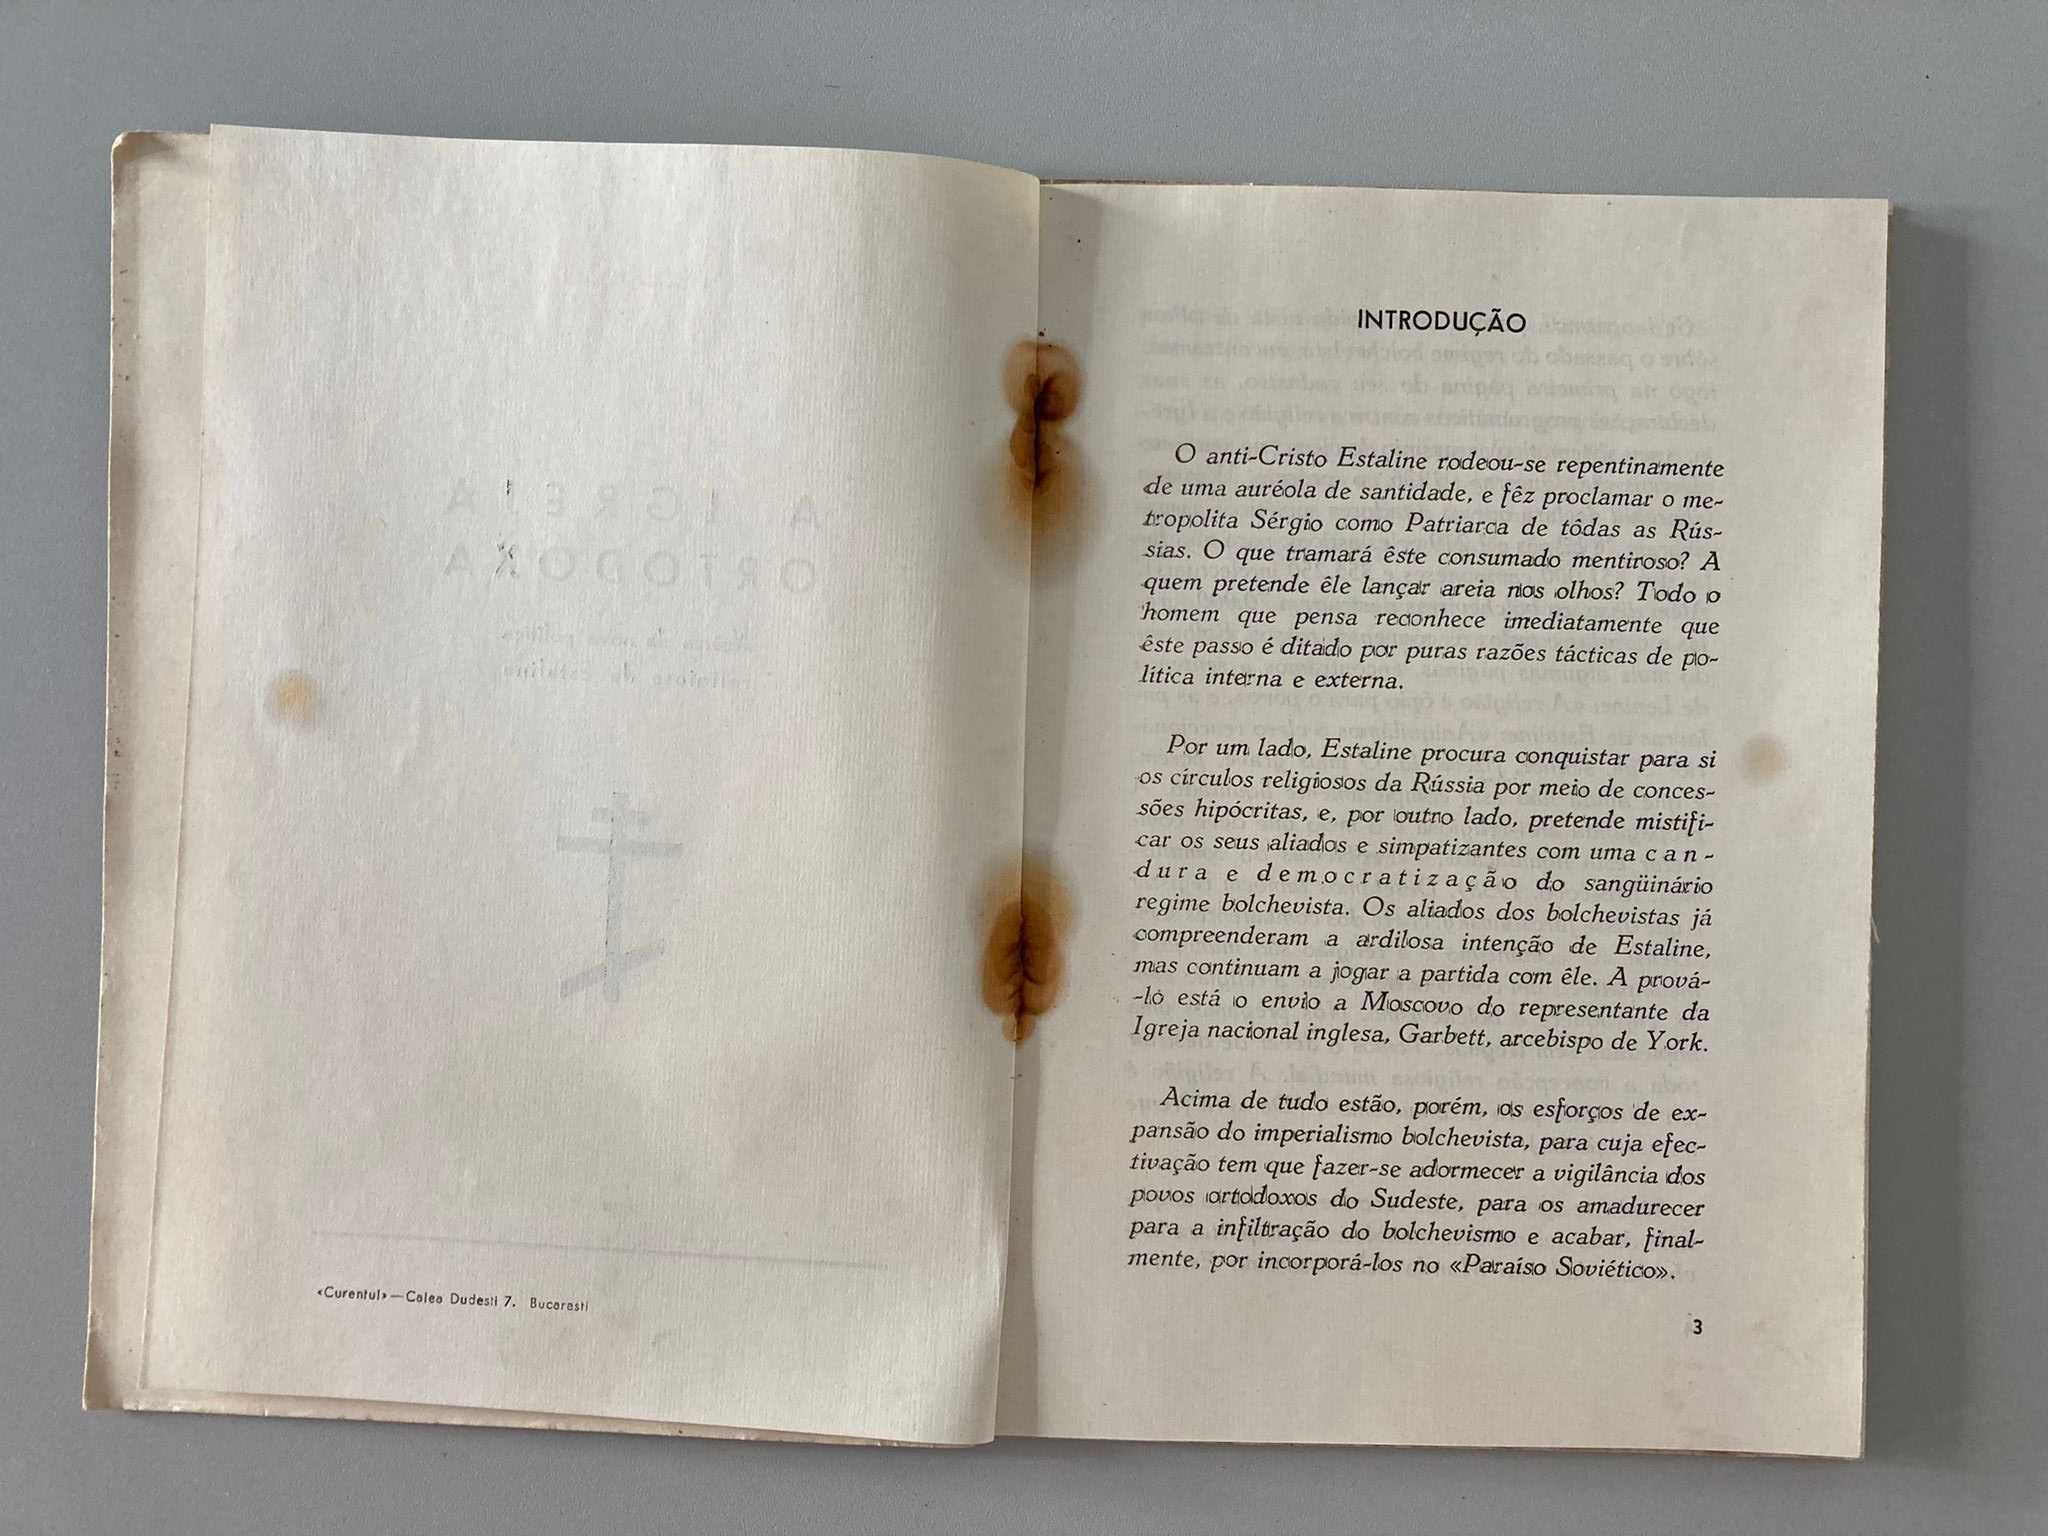 «Curentul» — Calea Dudesti 7. Bucaresti
INTRODUÇÃO
O anti-Cristo Estaline rodeou-se repentinamente
de uma auréola de santidade, e fêz proclamar o me-
tropolita Sérgio como Patriarca de tôdas as Rús-
sias. O que tramará êste consumado mentiroso? A
quem pretende êle lançar areia nos olhos? Todo o
homem que pensa reconhece imediatamente que
êste passo é ditado por puras razões tácticas de po-
lítica interna e externa.
Por um lado, Estaline procura conquistar para si
os círculos religiosos da Rússia por meio de conces-
sões hipócritas, e, por outro lado, pretende mistifi-
car os seus aliados e simpatizantes com uma can-
dura e democratização do sangüinário
regime bolchevista. Os aliados dos bolchevistas já
compreenderam a ardilosa intenção de Estaline,
mas continuam a jogar a partida com êle. A prová-
-lo está o envio a Moscovo do representante da
Igreja nacional inglesa, Garbett, arcebispo de York.
Acima de tudo estão, porém, os esforços de ex-
pansão do imperialismo bolchevista, para cuja efec-
tivação tem que fazer-se adormecer a vigilância dos
povos ortodoxos do Sudeste, para os amadurecer
para a infiltração do bolchevismo e acabar, final-
mente, por incorporá-los no «Paraíso Soviético».
3